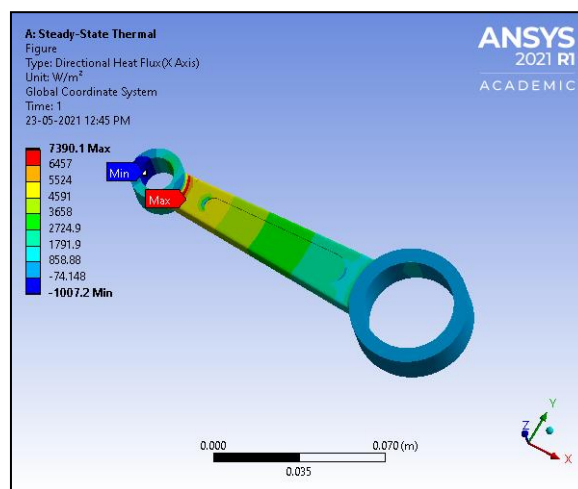 A: Steady-State Thermal
Figure
Type: Directional Heat Flux(X Axis)
Unit: W/m²
Global Coordinate System
Time: 1
23-05-2021 12:45 PM
7390.1 Max
6457
5524
4591
3658
2724.9
1791.9
858.88
-74.148
-1007.2 Min
ANSYS
2021 R1
ACADEMIC
Min
Max
0.000
0.070 (m)
0.035
Y
Z
X